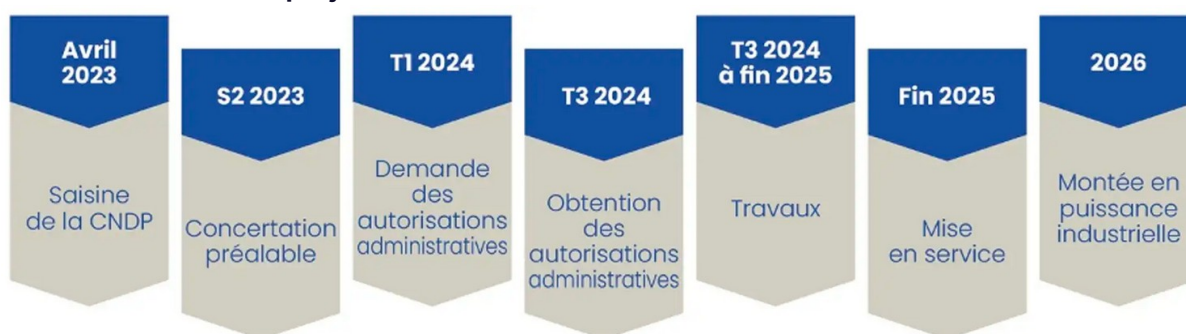 Avril
2023
Saisine
de la CNDP
S2 2023
Concertation
préalable
T1 2024
Demande
des
autorisations
administratives
T3 2024
Obtention
des
autorisations
administratives
T3 2024
à fin 2025
Travaux
Fin 2025
Mise
en service
2026
Montée en
puissance
industrielle